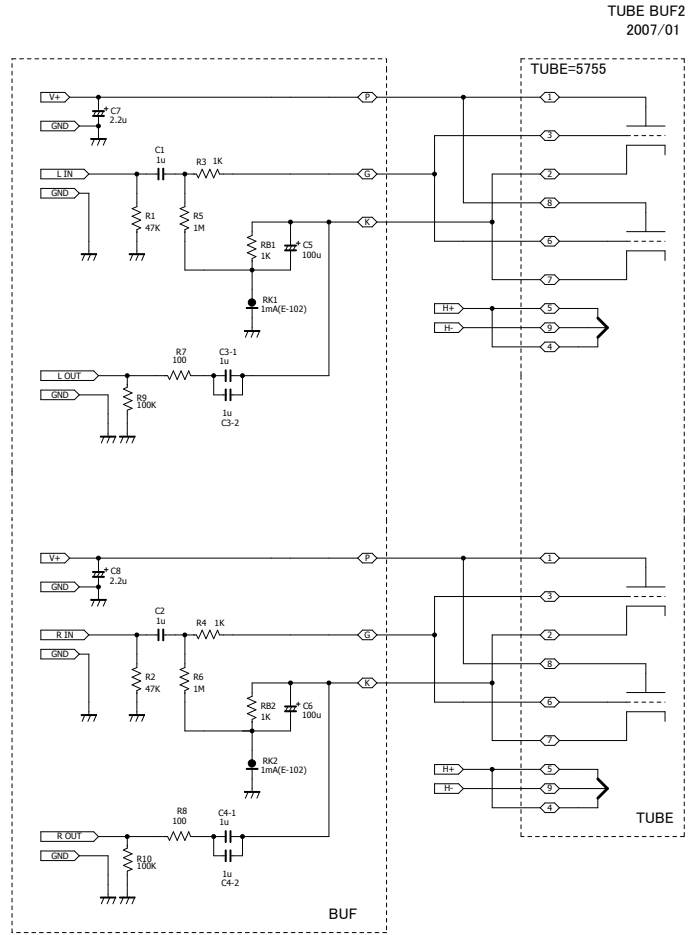 TUBE BUF2
2007/01
TUBE=5755
V+
P
1
C7
2.2u
GND
3
C1
1u
R3 1K
L IN
G
2
GND
R1
47K
R5
1M
8
K
RB1
1K
C5
100u
6
7
RK1
1mA(E-102)
H+
5
H-
9
4
R7
100
C3-1
1u
L OUT
GND
R9
100K
1u
C3-2
V+
P
1
C8
2.2u
GND
3
C2
1u
R4 1K
R IN
G
2
GND
R2
47K
R6
1M
8
K
RB2
1K
C6
100u
6
7
RK2
1mA(E-102)
H+
5
H-
9
4
R8
100
C4-1
1u
TUBE
R OUT
GND
R10
100K
1u
C4-2
BUF